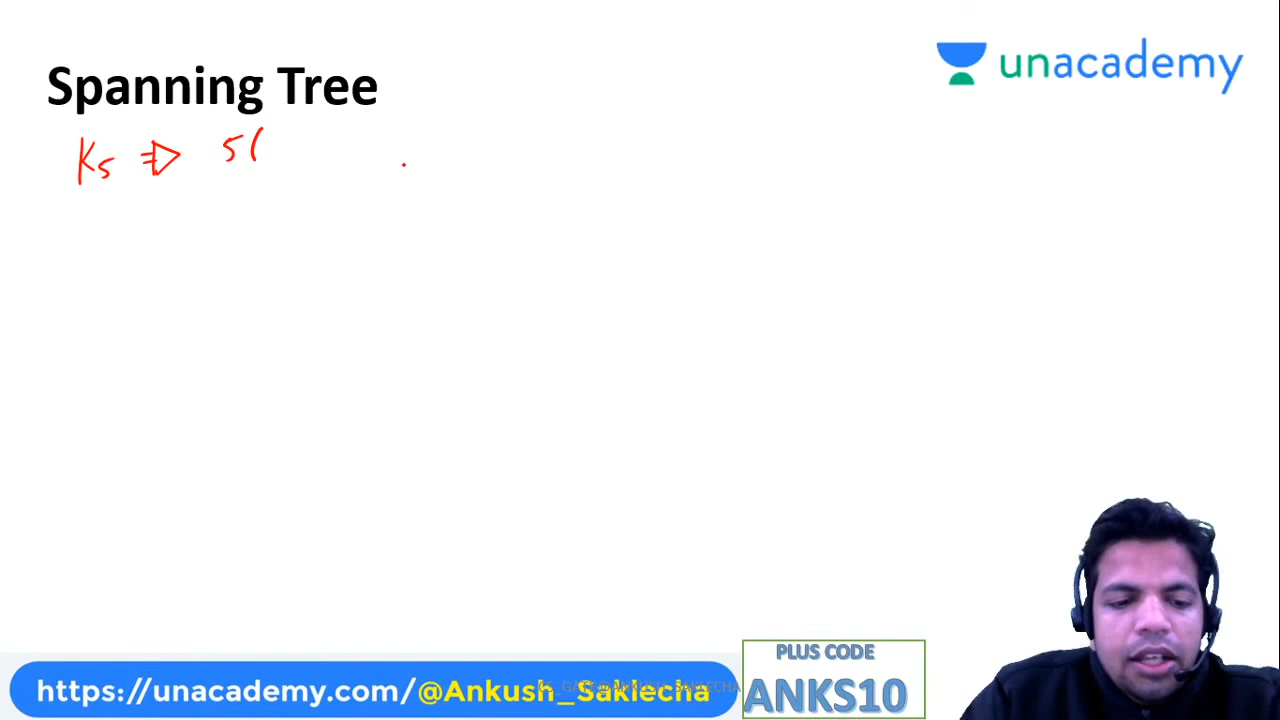 unacademy
Spanning Tree
K5 ⇒ 5(
https://unacademy.com/@Ankush_Saklecha
PLUS CODE
ANKS10